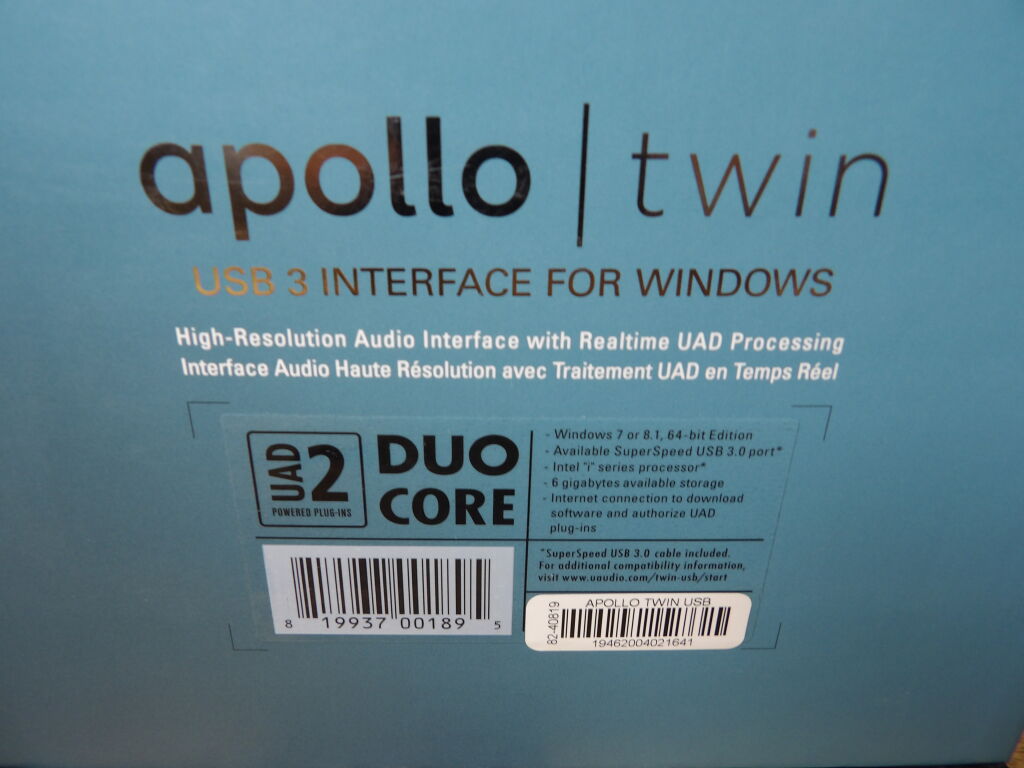 apollo | twin
USB 3 INTERFACE FOR WINDOWS
High-Resolution Audio Interface with Realtime UAD Processing
Interface Audio Haute Résolution avec Traitement UAD en Temps Réel
UAD 2
POWERED PLUG-INS
DUO
CORE
- Windows 7 or 8.1, 64-bit Edition
- Available SuperSpeed USB 3.0 port*
- Intel "i" series processor*
- 6 gigabytes available storage
- Internet connection to download
software and authorize UAD
plug-ins
*SuperSpeed USB 3.0 cable included.
For additional compatibility information,
visit www.uaudio.com/twin-usb/start
8 19937 00189 5
APOLLO TWIN USB
82-40819
19462004021641